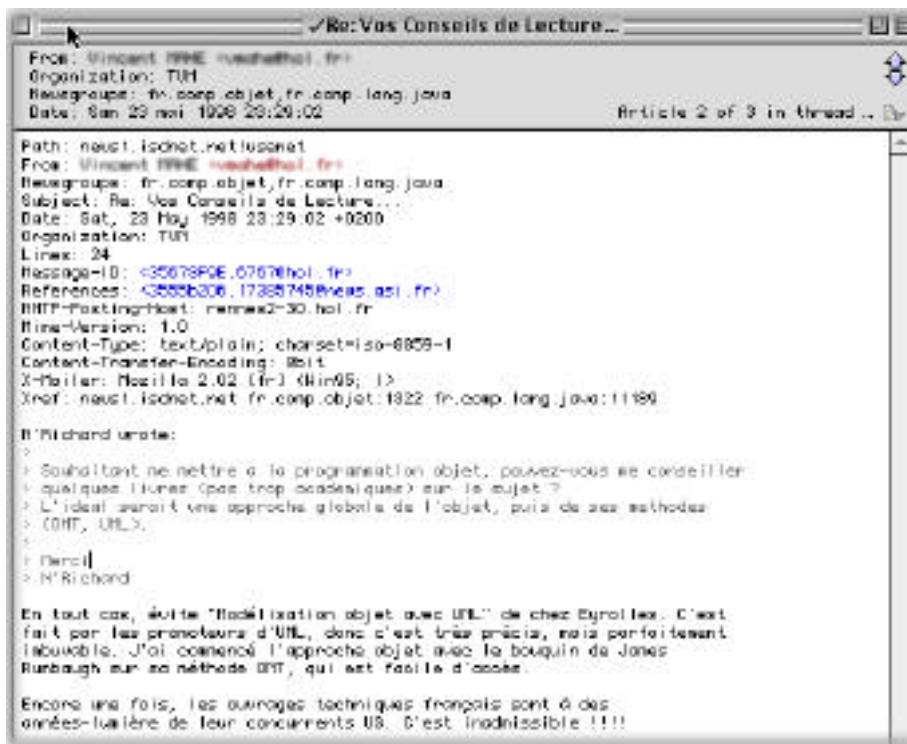 ✓Re: Vos Conseils de Lecture...
From: Vincent
Organization: TVM
Newsgroups: fr.comp.objet,fr.comp.lang.java
Date: Sam 23 mai 1998 23:29:02
Article 2 of 3 in thread ...
Path: news1.isdnet.net!usenet
From: Vincent
Newsgroups: fr.comp.objet,fr.comp.lang.java
Subject: Re: Vos Conseils de Lecture...
Date: Sat, 23 May 1998 23:29:02 +0200
Organization: TVM
Lines: 24
Message-ID:
References:
NNTP-Posting-Host: rennes2-30.hol.fr
Mime-Version: 1.0
Content-Type: text/plain; charset=iso-8859-1
Content-Transfer-Encoding: 8bit
X-Mailer: Mozilla 2.02 [fr] (Win95; I)
Xref: news1.isdnet.net fr.comp.objet:1322 fr.comp.lang.java:11189
M'Richard wrote:
>
> Souhaitant me mettre a la programmation objet, pouvez-vous me conseiller
> quelques livres (pas trop academiques) sur le sujet ?
> L'ideal serait une approche globale de l'objet, puis de ses methodes
> (OMT, UML).
>
> Merci
> M'Richard
En tout cas, évite "Modélisation objet avec UML" de chez Eyrolles. C'est
fait par les promoteurs d'UML, donc c'est très précis, mais parfaitement
imbuvable. J'ai commencé l'approche objet avec le bouquin de James
Rumbaugh sur sa méthode OMT, qui est facile d'accès.
Encore une fois, les ouvrages techniques français sont à des
années-lumière de leur concurrents US. C'est inadmissible !!!!